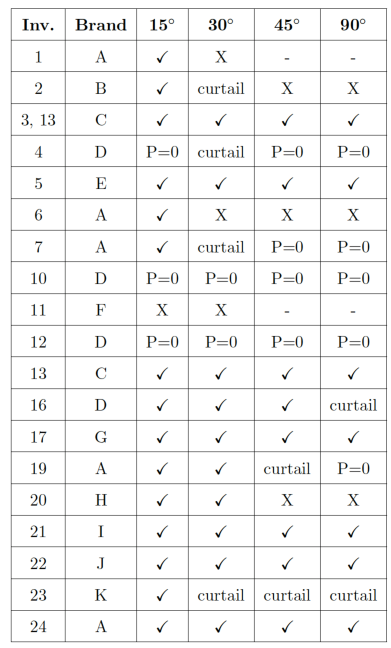 Inv. Brand 15° 30° 45° 90°
1 A ✓ X - -
2 B ✓ curtail X X
3, 13 C ✓ ✓ ✓ ✓
4 D P=0 curtail P=0 P=0
5 E ✓ ✓ ✓ ✓
6 A ✓ X X X
7 A ✓ curtail P=0 P=0
10 D P=0 P=0 P=0 P=0
11 F X X - -
12 D P=0 P=0 P=0 P=0
13 C ✓ ✓ ✓ ✓
16 D ✓ ✓ ✓ curtail
17 G ✓ ✓ ✓ ✓
19 A ✓ ✓ curtail P=0
20 H ✓ ✓ X X
21 I ✓ ✓ ✓ ✓
22 J ✓ ✓ ✓ ✓
23 K ✓ curtail curtail curtail
24 A ✓ ✓ ✓ ✓